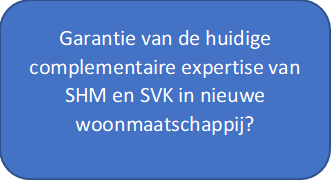 Garantie van de huidige
complementaire expertise van
SHM en SVK in nieuwe
woonmaatschappij?